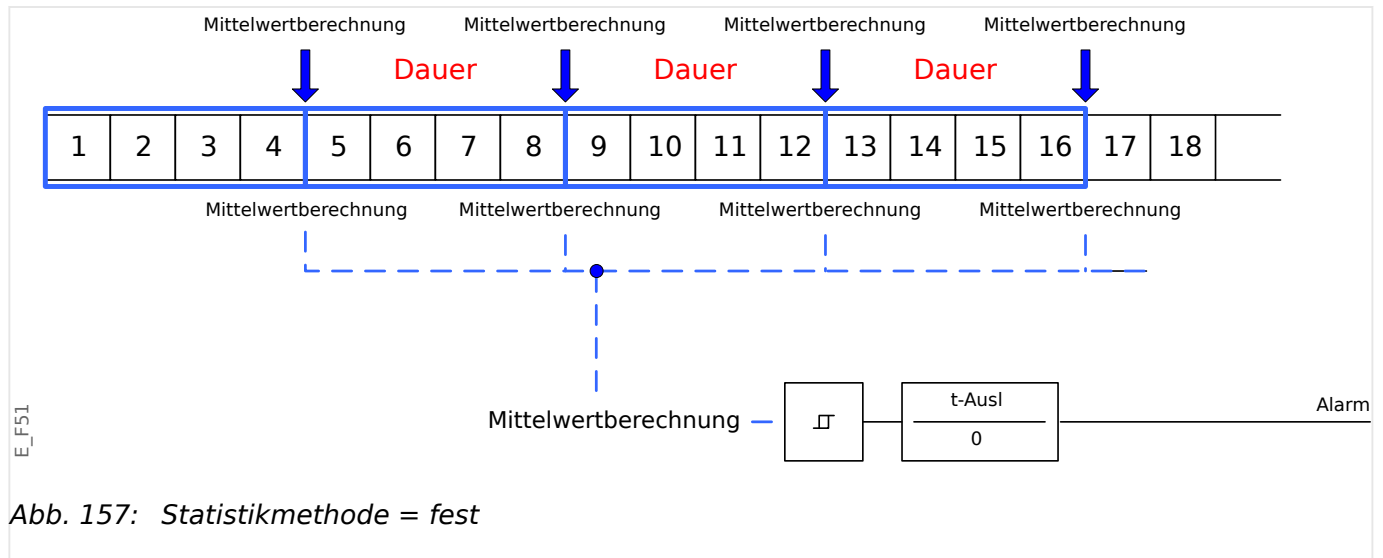 Mittelwertberechnung Mittelwertberechnung Mittelwertberechnung Mittelwertberechnung
Dauer Dauer Dauer
1 2 3 4 5 6 7 8 9 10 11 12 13 14 15 16 17 18
Mittelwertberechnung Mittelwertberechnung Mittelwertberechnung Mittelwertberechnung
Mittelwertberechnung
t-Ausl
0
Alarm
E_F51
Abb. 157: Statistikmethode = fest